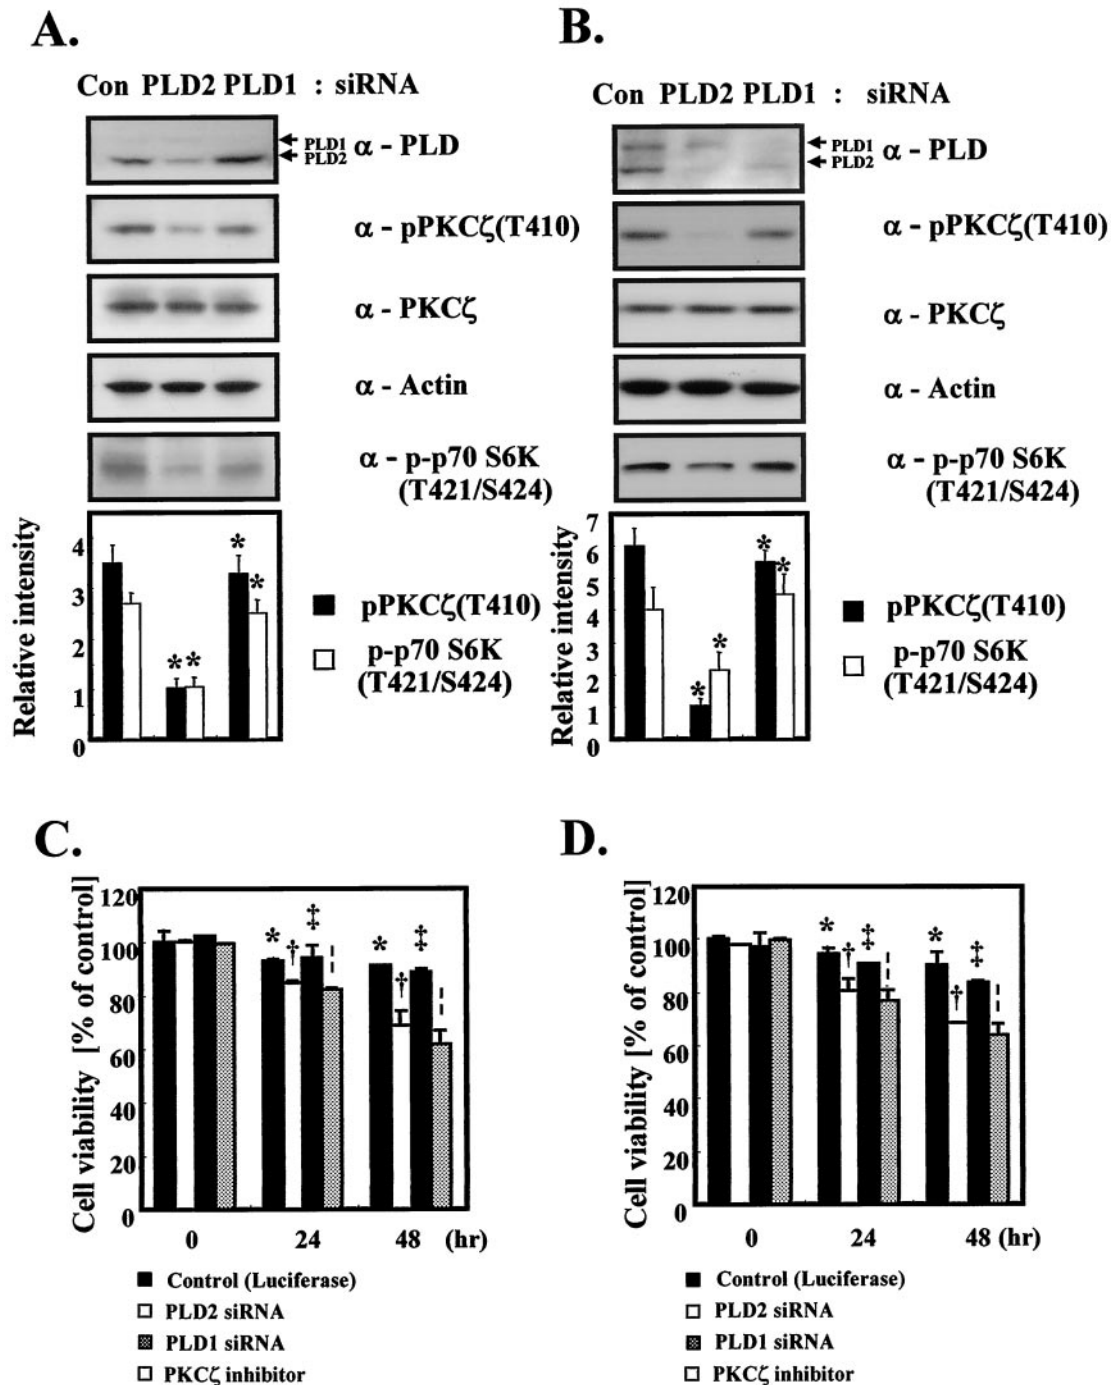 A.
Con PLD2 PLD1 : siRNA
PLD1
PLD2
α - PLD
α - pPKCζ(T410)
α - PKCζ
α - Actin
α - p-p70 S6K
(T421/S424)
Relative intensity
4
3
2
1
0
* * * *
pPKCζ(T410)
p-p70 S6K
(T421/S424)
B.
Con PLD2 PLD1 : siRNA
PLD1
PLD2
α - PLD
α - pPKCζ(T410)
α - PKCζ
α - Actin
α - p-p70 S6K
(T421/S424)
Relative intensity
7
6
5
4
3
2
1
0
* * * *
pPKCζ(T410)
p-p70 S6K
(T421/S424)
C.
Cell viability [% of control]
120
100
80
60
40
20
0
* † ‡ ¦ * † ‡ ¦
0 24 48 (hr)
Control (Luciferase)
PLD2 siRNA
PLD1 siRNA
PKCζ inhibitor
D.
Cell viability [% of control]
120
100
80
60
40
20
0
* † ‡ ¦ * † ‡ ¦
0 24 48 (hr)
Control (Luciferase)
PLD2 siRNA
PLD1 siRNA
PKCζ inhibitor